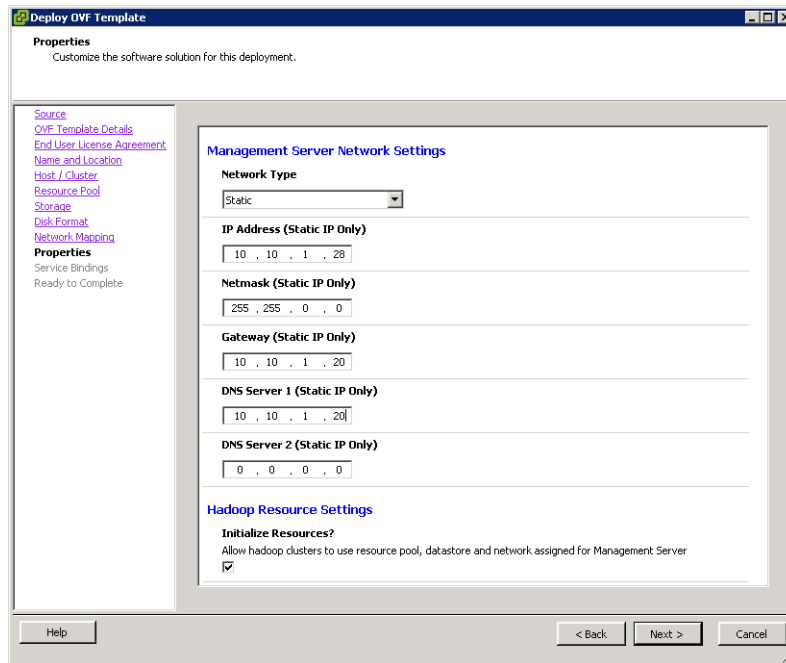 Deploy OVF Template
Properties
Customize the software solution for this deployment.
Source
OVF Template Details
End User License Agreement
Name and Location
Host / Cluster
Resource Pool
Storage
Disk Format
Network Mapping
Properties
Service Bindings
Ready to Complete
Management Server Network Settings
Network Type
Static
IP Address (Static IP Only)
10 . 10 . 1 . 28
Netmask (Static IP Only)
255 . 255 . 0 . 0
Gateway (Static IP Only)
10 . 10 . 1 . 20
DNS Server 1 (Static IP Only)
10 . 10 . 1 . 20
DNS Server 2 (Static IP Only)
0 . 0 . 0 . 0
Hadoop Resource Settings
Initialize Resources?
Allow hadoop clusters to use resource pool, datastore and network assigned for Management Server
Help
< Back
Next >
Cancel